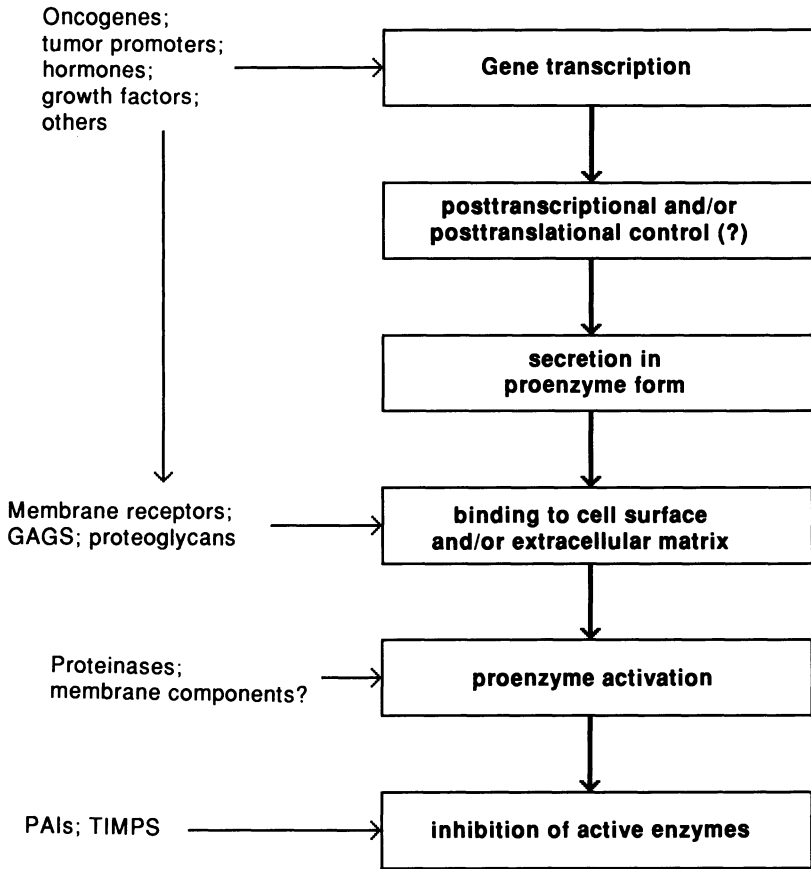 Oncogenes;
tumor promoters;
hormones;
growth factors;
others
Gene transcription
posttranscriptional and/or
posttranslational control (?)
secretion in
proenzyme form
Membrane receptors;
GAGS; proteoglycans
binding to cell surface
and/or extracellular matrix
Proteinases;
membrane components?
proenzyme activation
PAIs; TIMPS
inhibition of active enzymes